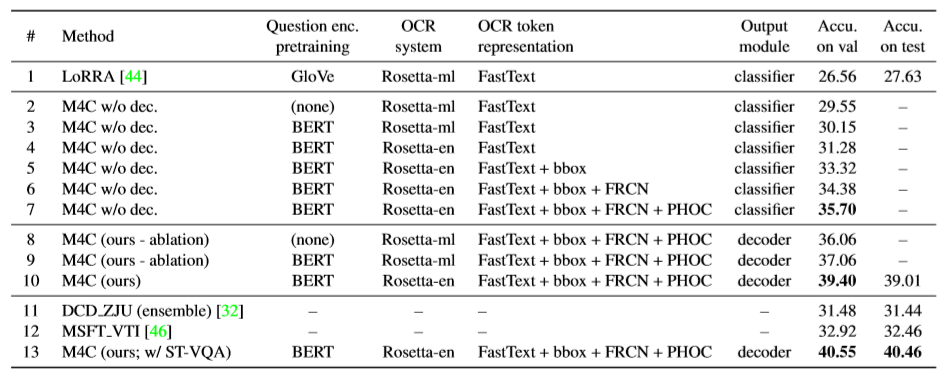 # Method Question enc. pretraining OCR system OCR token representation Output module Accu. on val Accu. on test
1 LoRRA [44] GloVe Rosetta-ml FastText classifier 26.56 27.63
2 M4C w/o dec. (none) Rosetta-ml FastText classifier 29.55 –
3 M4C w/o dec. BERT Rosetta-ml FastText classifier 30.15 –
4 M4C w/o dec. BERT Rosetta-en FastText classifier 31.28 –
5 M4C w/o dec. BERT Rosetta-en FastText + bbox classifier 33.32 –
6 M4C w/o dec. BERT Rosetta-en FastText + bbox + FRCN classifier 34.38 –
7 M4C w/o dec. BERT Rosetta-en FastText + bbox + FRCN + PHOC classifier 35.70 –
8 M4C (ours - ablation) (none) Rosetta-ml FastText + bbox + FRCN + PHOC decoder 36.06 –
9 M4C (ours - ablation) BERT Rosetta-ml FastText + bbox + FRCN + PHOC decoder 37.06 –
10 M4C (ours) BERT Rosetta-en FastText + bbox + FRCN + PHOC decoder 39.40 39.01
11 DCD_ZJU (ensemble) [32] – – – – 31.48 31.44
12 MSFT_VTI [46] – – – – 32.92 32.46
13 M4C (ours; w/ ST-VQA) BERT Rosetta-en FastText + bbox + FRCN + PHOC decoder 40.55 40.46